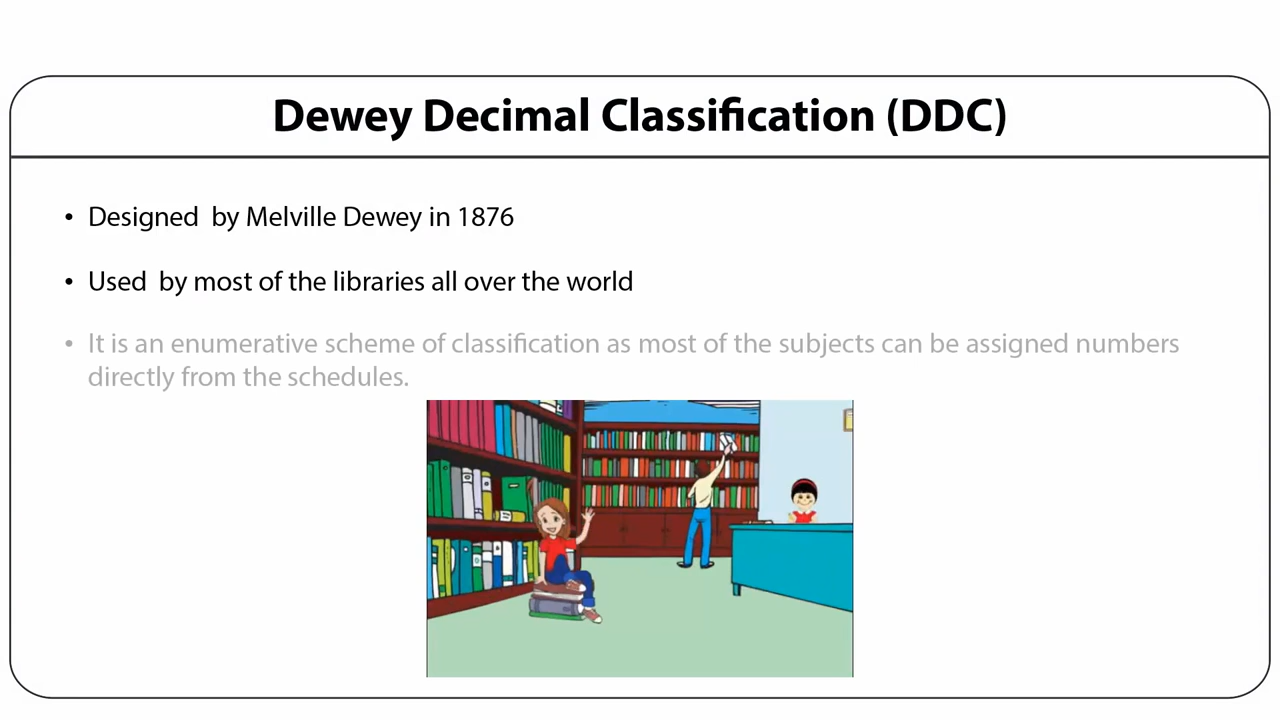 Dewey Decimal Classification (DDC)
• Designed  by Melville Dewey in 1876
• Used  by most of the libraries all over the world
• It is an enumerative scheme of classification as most of the subjects can be assigned numbers
directly from the schedules.